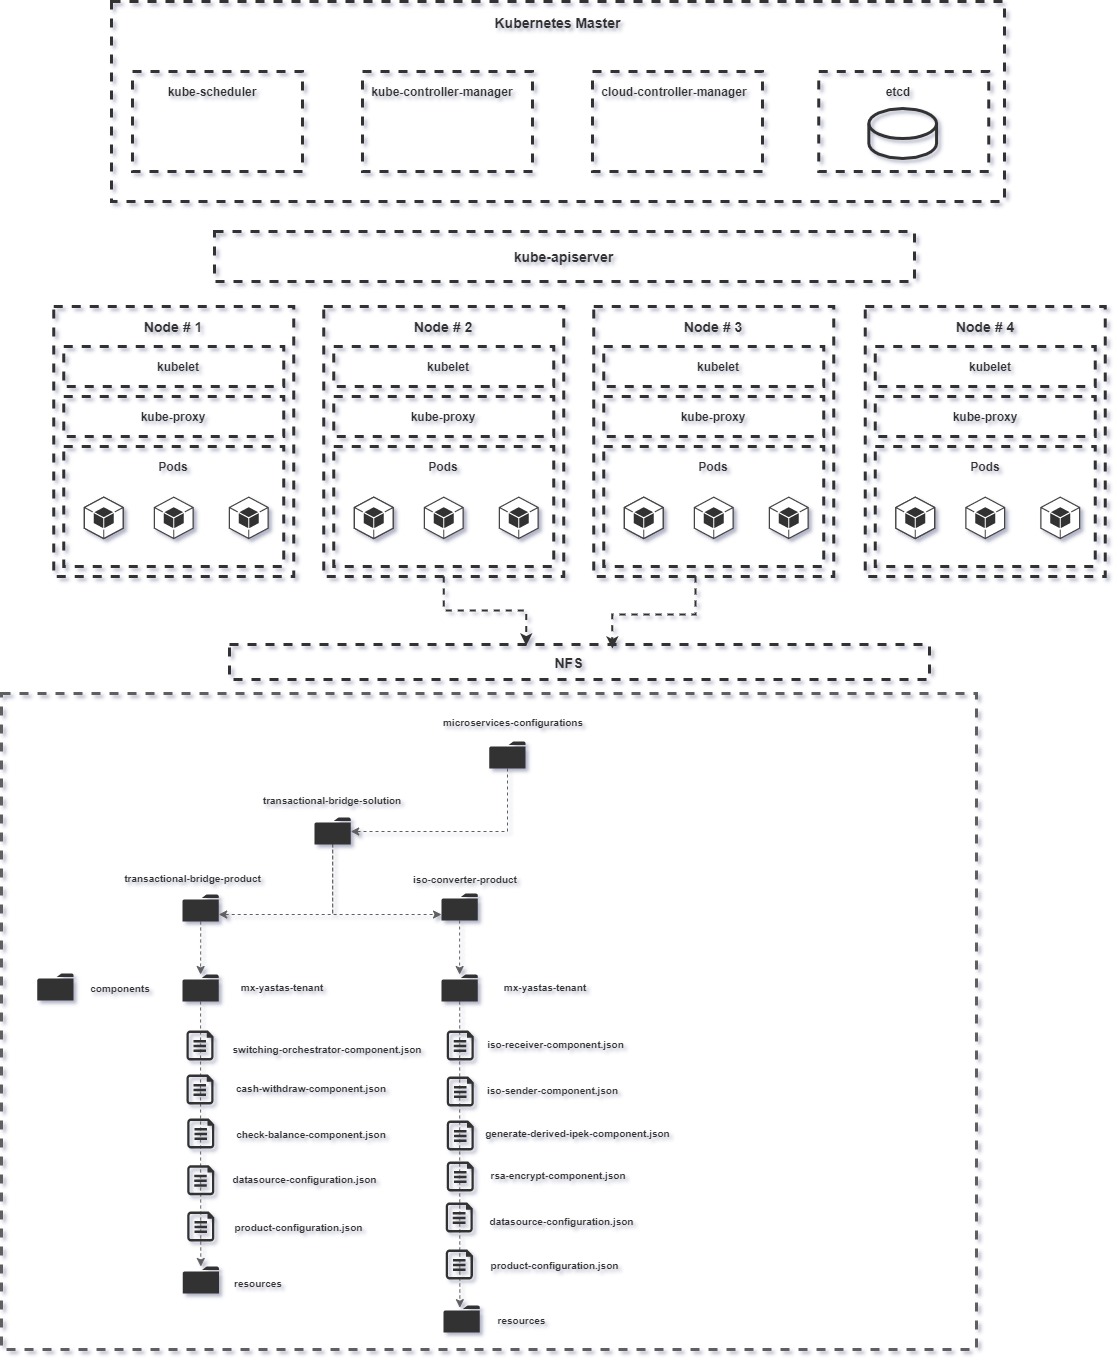 Kubernetes Master
kube-scheduler
kube-controller-manager
cloud-controller-manager
etcd
kube-apiserver
Node # 1
Node # 2
Node # 3
Node # 4
kubelet
kubelet
kubelet
kubelet
kube-proxy
kube-proxy
kube-proxy
kube-proxy
Pods
Pods
Pods
Pods
NFS
microservices-configurations
transactional-bridge-solution
transactional-bridge-product
iso-converter-product
components
mx-yastas-tenant
mx-yastas-tenant
switching-orchestrator-component.json
iso-receiver-component.json
cash-withdraw-component.json
iso-sender-component.json
check-balance-component.json
generate-derived-ipek-component.json
datasource-configuration.json
rsa-encrypt-component.json
product-configuration.json
datasource-configuration.json
product-configuration.json
resources
resources